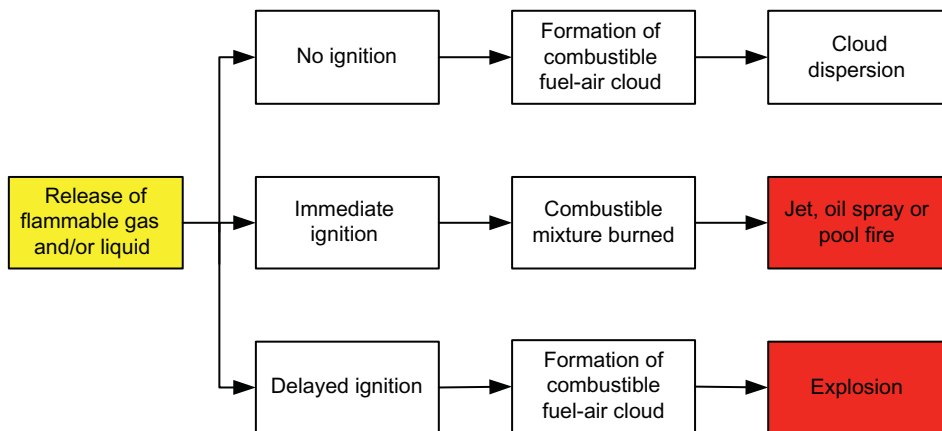 No ignition
Formation of
combustible
fuel-air cloud
Cloud
dispersion
Release of
flammable gas
and/or liquid
Immediate
ignition
Combustible
mixture burned
Jet, oil spray or
pool fire
Delayed ignition
Formation of
combustible
fuel-air cloud
Explosion